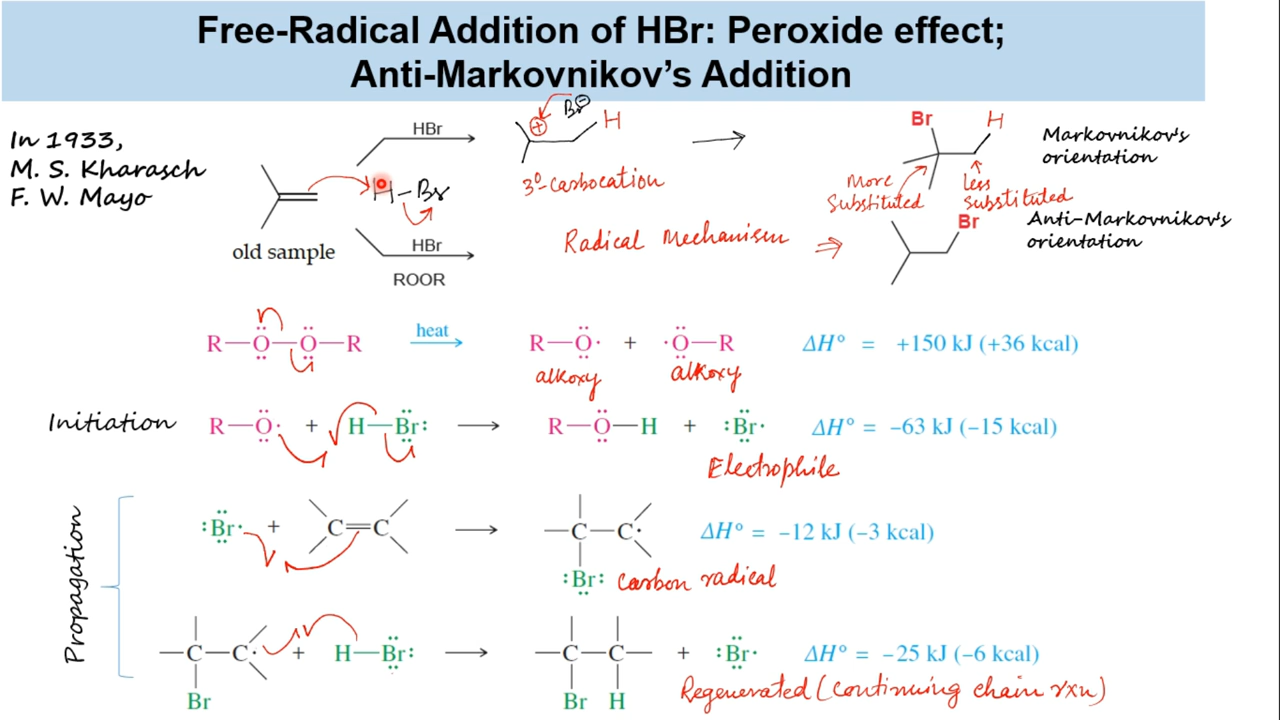 Free-Radical Addition of HBr: Peroxide effect;
Anti-Markovnikov's Addition
In 1933,
M. S. Kharasch
F. W. Mayo
old sample
HBr
H-Br
HBr
ROOR
Br⊖
⊕
H
3°-carbocation
Radical Mechanism ⇒
Br
H
More
Substituted
Less
substituted
Markovnikov's
orientation
Br
Anti-Markovnikov's
orientation
R—O—O—R
heat
R—O· + ·O—R
ΔH° = +150 kJ (+36 kcal)
alkoxy
alkoxy
Initiation
R—O· + H—Br: ⟶ R—O—H + :Br·
ΔH° = −63 kJ (−15 kcal)
Electrophile
Propagation
:Br· + C=C ⟶ —C—C·
ΔH° = −12 kJ (−3 kcal)
:Br:
Carbon radical
—C—C· + H—Br: ⟶ —C—C— + :Br·
ΔH° = −25 kJ (−6 kcal)
Br
Br H
Regenerated (Continuing chain rxn)